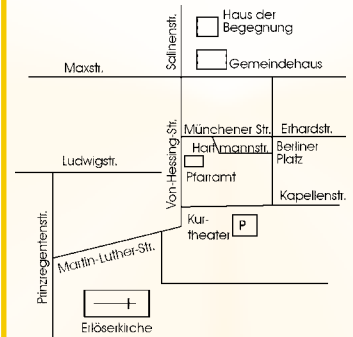 Haus der
Begegnung
Salinenstr.
Gemeindehaus
Maxstr.
Von-Hessing-Str.
Münchener Str.
Erhardstr.
Hartmannstr.
Berliner
Platz
Ludwigstr.
Pfarramt
Kapellenstr.
Kur-
theater
P
Prinzregentenstr.
Martin-Luther-Str.
Erlöserkirche